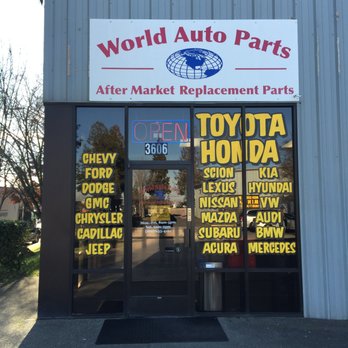 World Auto Parts
After Market Replacement Parts
OPEN
3606
TOYOTA
HONDA
CHEVY
FORD
DODGE
GMC
CHRYSLER
CADILLAC
JEEP
SCION
LEXUS
NISSAN
MAZDA
SUBARU
ACURA
KIA
HYUNDAI
VW
AUDI
BMW
MERCEDES